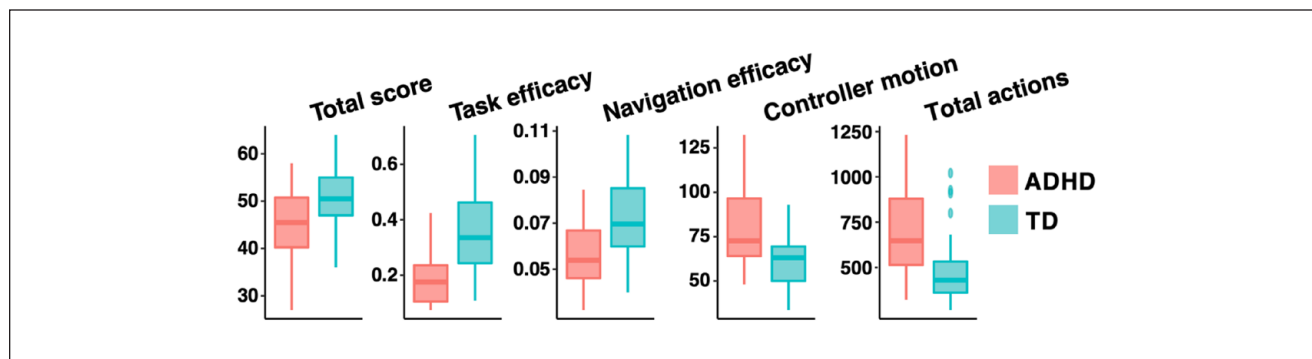 Total score
Task efficacy
Navigation efficacy
Controller motion
Total actions
60
50
40
30
0.6
0.4
0.2
0.11
0.09
0.07
0.05
125
100
75
50
1250
1000
750
500
ADHD
TD